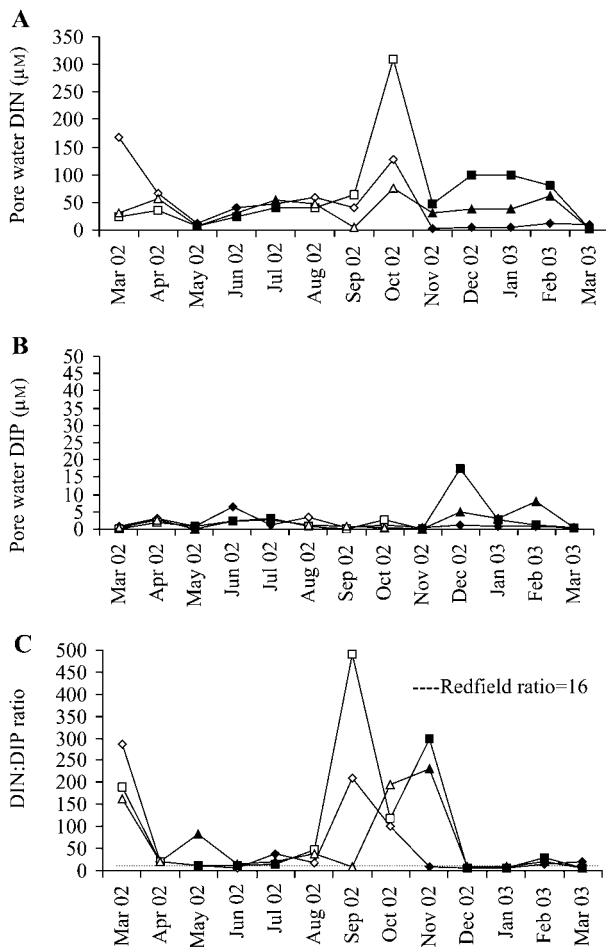 A
Pore water DIN (μM)
350
300
250
200
150
100
50
0
Mar 02
Apr 02
May 02
Jun 02
Jul 02
Aug 02
Sep 02
Oct 02
Nov 02
Dec 02
Jan 03
Feb 03
Mar 03
B
Pore water DIP (μM)
50
45
40
35
30
25
20
15
10
5
0
Mar 02
Apr 02
May 02
Jun 02
Jul 02
Aug 02
Sep 02
Oct 02
Nov 02
Dec 02
Jan 03
Feb 03
Mar 03
C
DIN:DIP ratio
500
450
400
350
300
250
200
150
100
50
0
----Redfield ratio=16
Mar 02
Apr 02
May 02
Jun 02
Jul 02
Aug 02
Sep 02
Oct 02
Nov 02
Dec 02
Jan 03
Feb 03
Mar 03